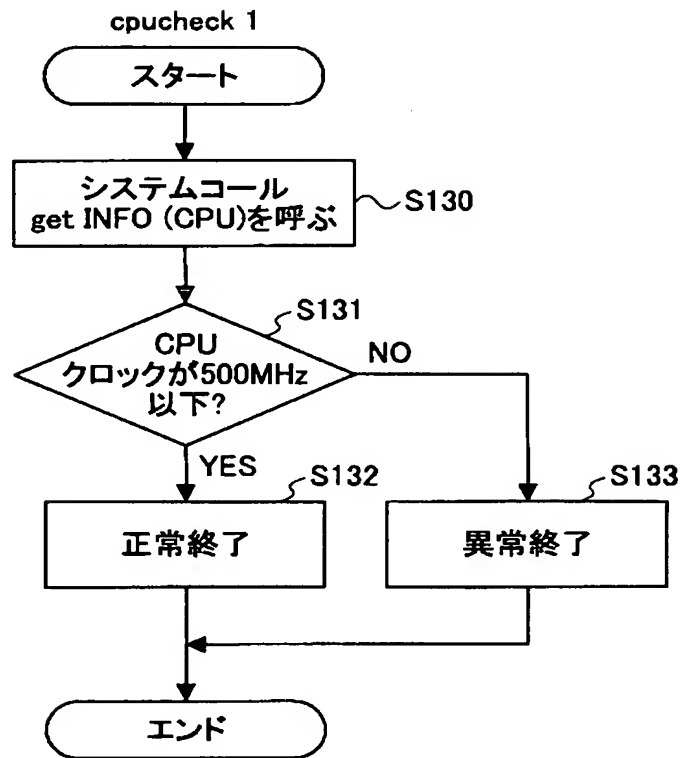 cpucheck 1
スタート
システムコール
get INFO (CPU)を呼ぶ
S130
S131
CPU
クロックが500MHz
以下?
NO
YES
S132
正常終了
S133
異常終了
エンド